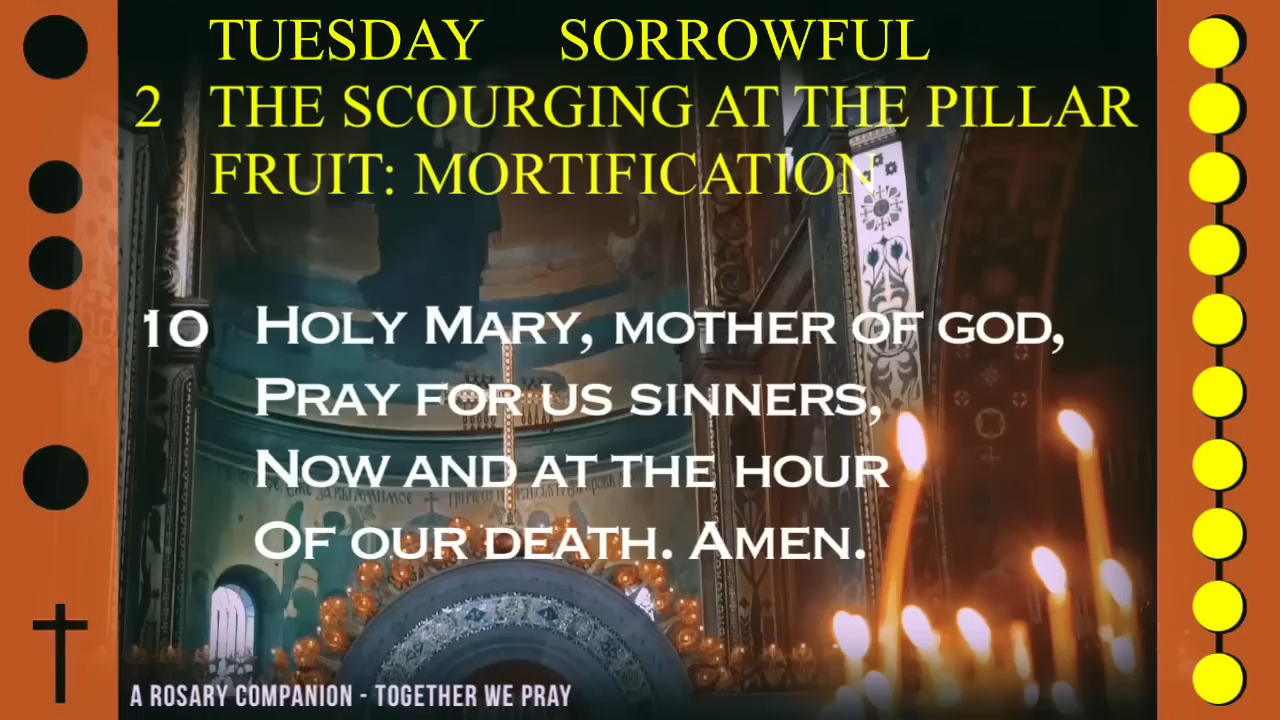 TUESDAY SORROWFUL
2 THE SCOURGING AT THE PILLAR
FRUIT: MORTIFICATION
10 HOLY MARY, MOTHER OF GOD,
PRAY FOR US SINNERS,
NOW AND AT THE HOUR
OF OUR DEATH. AMEN.
A ROSARY COMPANION - TOGETHER WE PRAY